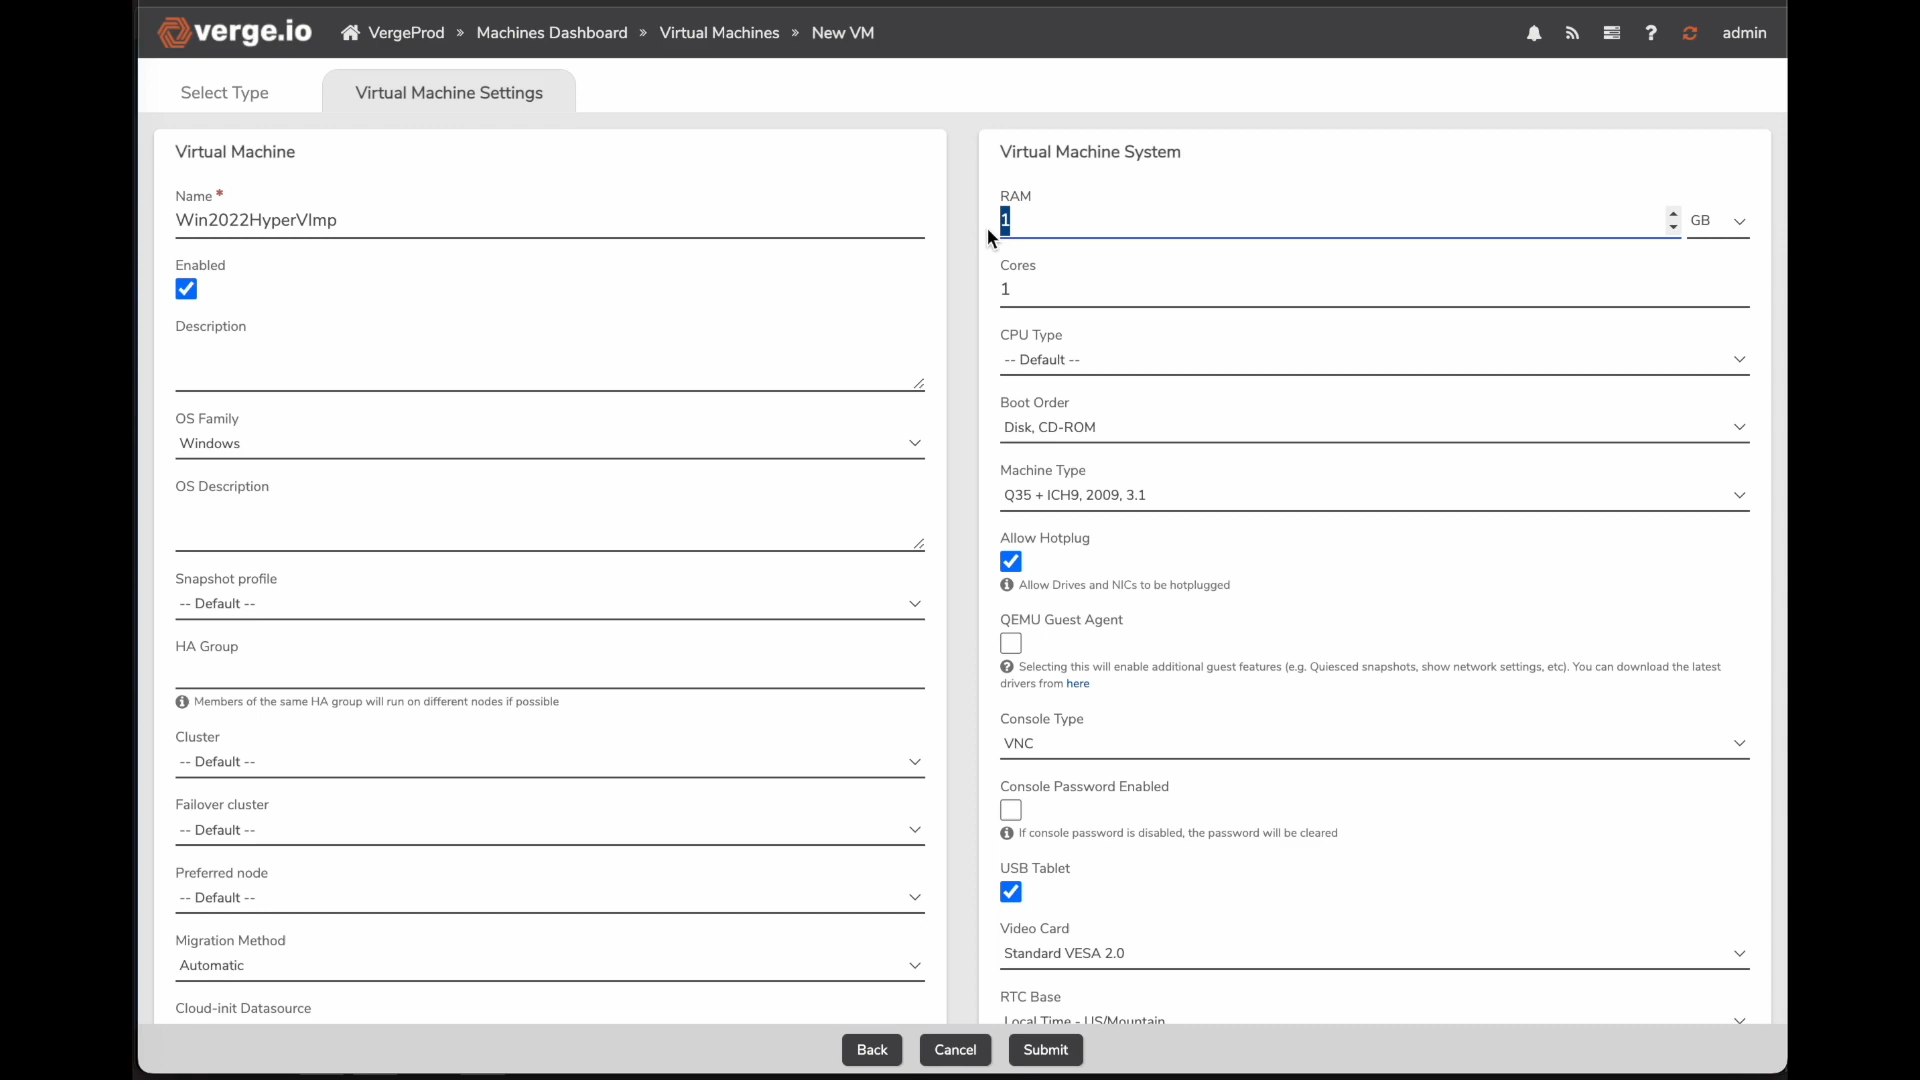 verge.io VergeProd » Machines Dashboard » Virtual Machines » New VM ? admin
Select Type Virtual Machine Settings
Virtual Machine
Name *
Win2022HyperVImp
Enabled
Description
OS Family
Windows
OS Description
Snapshot profile
-- Default --
HA Group
Members of the same HA group will run on different nodes if possible
Cluster
-- Default --
Failover cluster
-- Default --
Preferred node
-- Default --
Migration Method
Automatic
Cloud-init Datasource
Virtual Machine System
RAM
1 GB
Cores
1
CPU Type
-- Default --
Boot Order
Disk, CD-ROM
Machine Type
Q35 + ICH9, 2009, 3.1
Allow Hotplug
Allow Drives and NICs to be hotplugged
QEMU Guest Agent
Selecting this will enable additional guest features (e.g. Quiesced snapshots, show network settings, etc). You can download the latest
drivers from here
Console Type
VNC
Console Password Enabled
If console password is disabled, the password will be cleared
USB Tablet
Video Card
Standard VESA 2.0
RTC Base
Local Time - US/Mountain
Back Cancel Submit